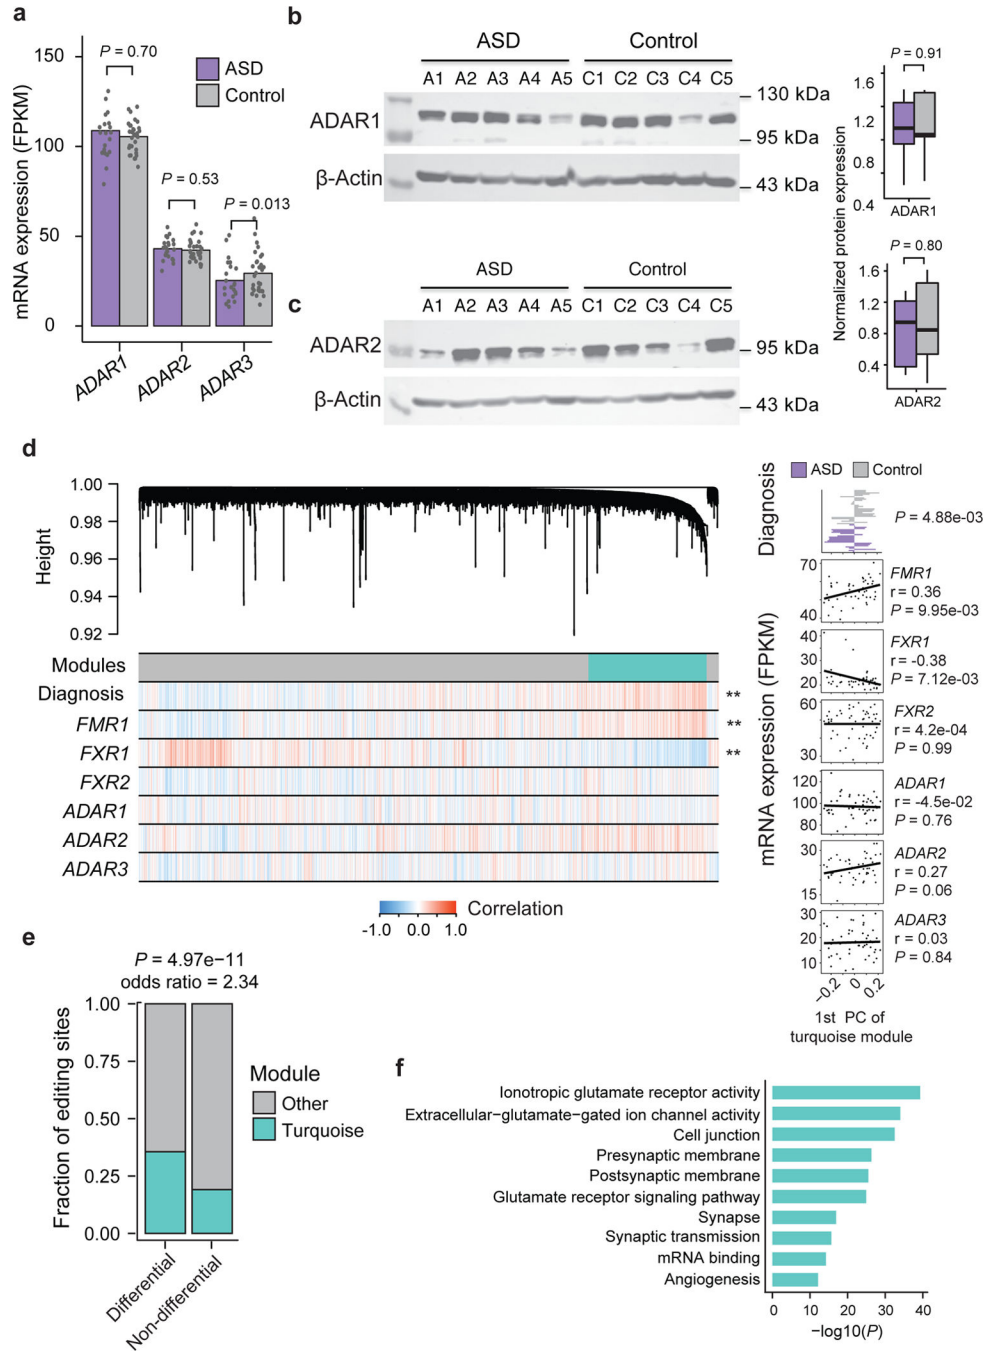 a
mRNA expression (FPKM)
150
100
50
0
P = 0.70
P = 0.53
P = 0.013
ASD
Control
ADAR1
ADAR2
ADAR3
b
ASD
Control
A1 A2 A3 A4 A5 C1 C2 C3 C4 C5
ADAR1
130 kDa
95 kDa
β-Actin
43 kDa
Normalized protein expression
P = 0.91
1.6
1.2
0.8
0.4
ADAR1
c
ASD
Control
A1 A2 A3 A4 A5 C1 C2 C3 C4 C5
ADAR2
95 kDa
β-Actin
43 kDa
P = 0.80
1.6
1.2
0.8
0.4
ADAR2
d
Height
1.00
0.98
0.96
0.94
0.92
Modules
Diagnosis
**
FMR1
**
FXR1
**
FXR2
ADAR1
ADAR2
ADAR3
Correlation
-1.0 0.0 1.0
ASD
Control
Diagnosis
P = 4.88e-03
mRNA expression (FPKM)
70
40
FMR1
r = 0.36
P = 9.95e-03
40
30
20
FXR1
r = -0.38
P = 7.12e-03
60
30
FXR2
r = 4.2e-04
P = 0.99
120
100
80
ADAR1
r = -4.5e-02
P = 0.76
30
15
ADAR2
r = 0.27
P = 0.06
30
20
10
ADAR3
r = 0.03
P = 0.84
−0.2 0 0.2
1st PC of
turquoise module
e
P = 4.97e−11
odds ratio = 2.34
Fraction of editing sites
1.00
0.75
0.50
0.25
0.00
Differential
Non-differential
Module
Other
Turquoise
f
Ionotropic glutamate receptor activity
Extracellular−glutamate−gated ion channel activity
Cell junction
Presynaptic membrane
Postsynaptic membrane
Glutamate receptor signaling pathway
Synapse
Synaptic transmission
mRNA binding
Angiogenesis
0 10 20 30 40
−log10(P)